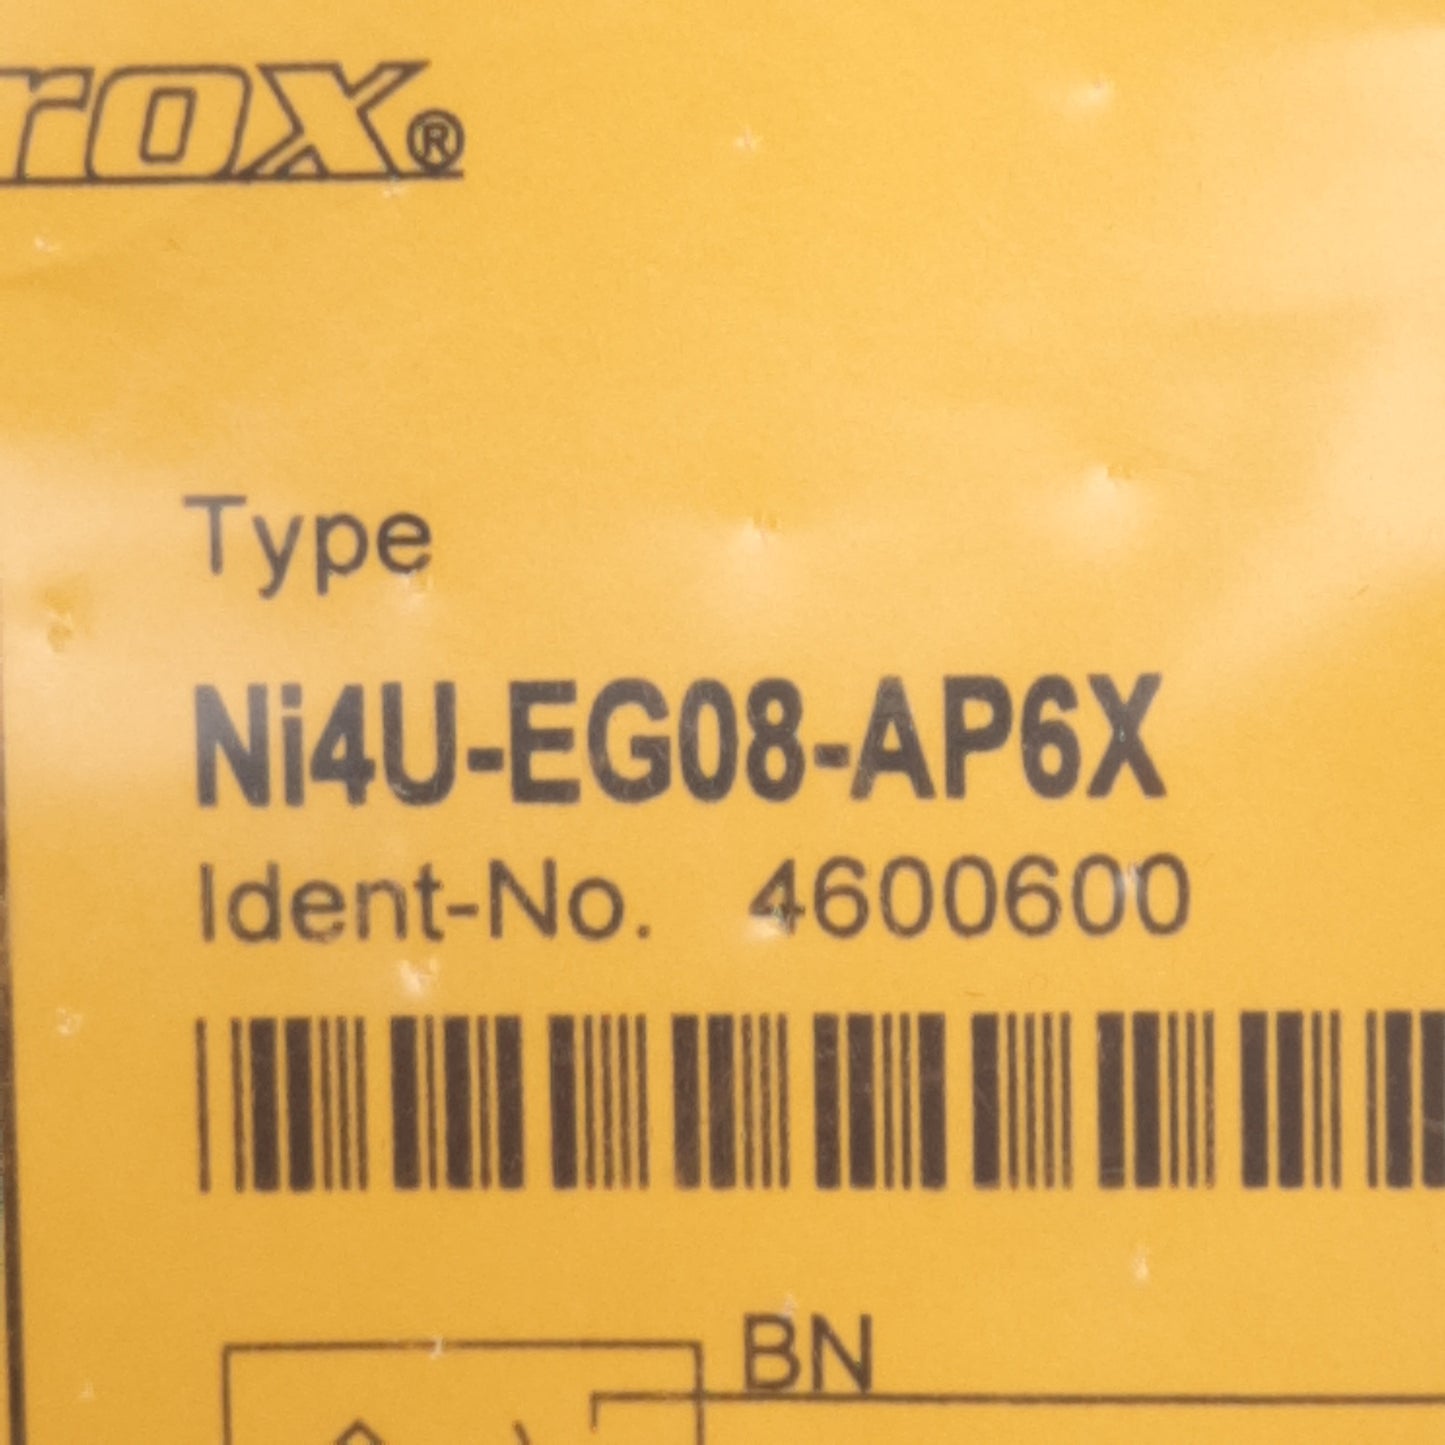 rox®
Type
Ni4U-EG08-AP6X
Ident-No. 4600600
BN